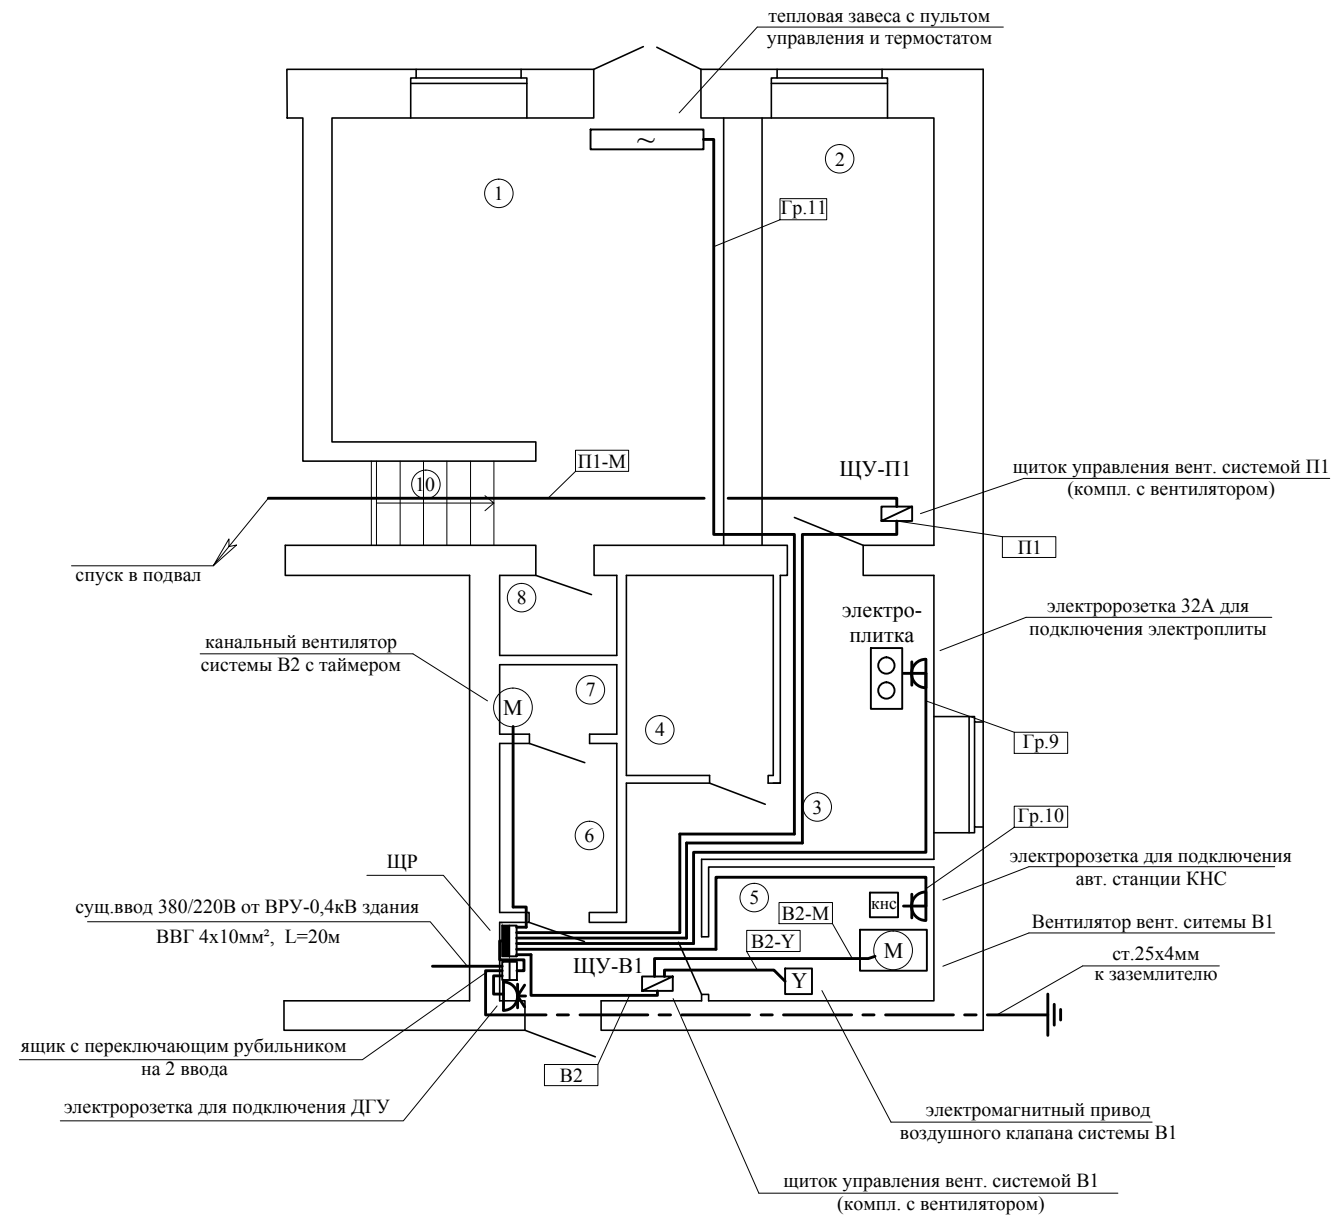 тепловая завеса с пультом
управления и термостатом
~
2
1
Гр.11
П1-М
10
ЩУ-П1
щиток управления вент. системой П1
(компл. с вентилятором)
П1
спуск в подвал
8
электро-
плитка
электророзетка 32А для
подключения электроплиты
канальный вентилятор
системы В2 с таймером
7
М
4
Гр.9
3
6
Гр.10
ЩР
электророзетка для подключения
авт. станции КНС
5
кнс
сущ.ввод 380/220В от ВРУ-0,4кВ здания
ВВГ 4х10мм², L=20м
В2-М
В2-Y
М
Вентилятор вент. ситемы В1
ЩУ-В1
Y
ст.25х4мм
к заземлителю
ящик с переключающим рубильником
на 2 ввода
В2
электророзетка для подключения ДГУ
электромагнитный привод
воздушного клапана системы В1
щиток управления вент. системой В1
(компл. с вентилятором)